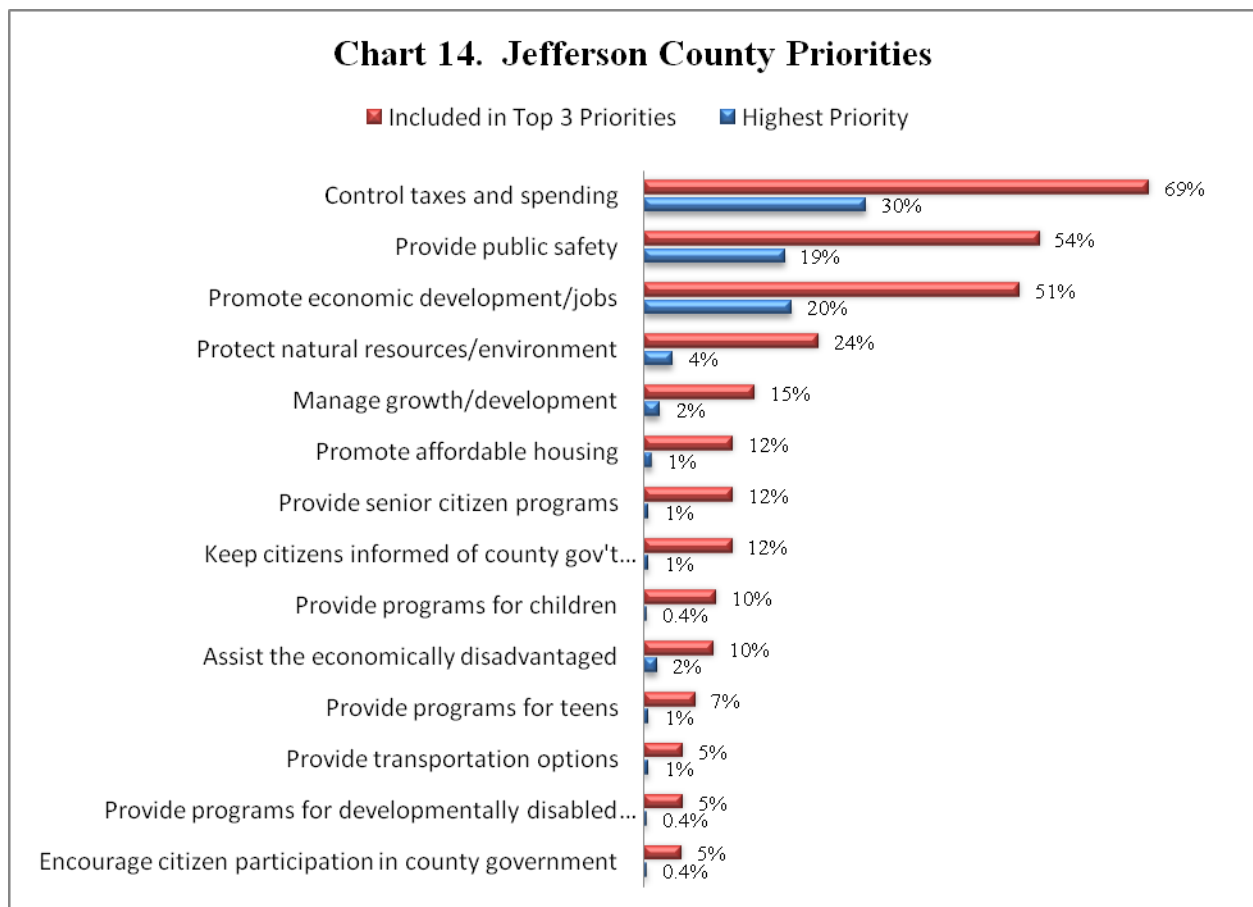 Chart 14.  Jefferson County Priorities
Included in Top 3 Priorities   Highest Priority
Control taxes and spending   69%
30%
Provide public safety   54%
19%
Promote economic development/jobs   51%
20%
Protect natural resources/environment   24%
4%
Manage growth/development   15%
2%
Promote affordable housing   12%
1%
Provide senior citizen programs   12%
1%
Keep citizens informed of county gov't...   12%
1%
Provide programs for children   10%
0.4%
Assist the economically disadvantaged   10%
2%
Provide programs for teens   7%
1%
Provide transportation options   5%
1%
Provide programs for developmentally disabled...   5%
0.4%
Encourage citizen participation in county government   5%
0.4%